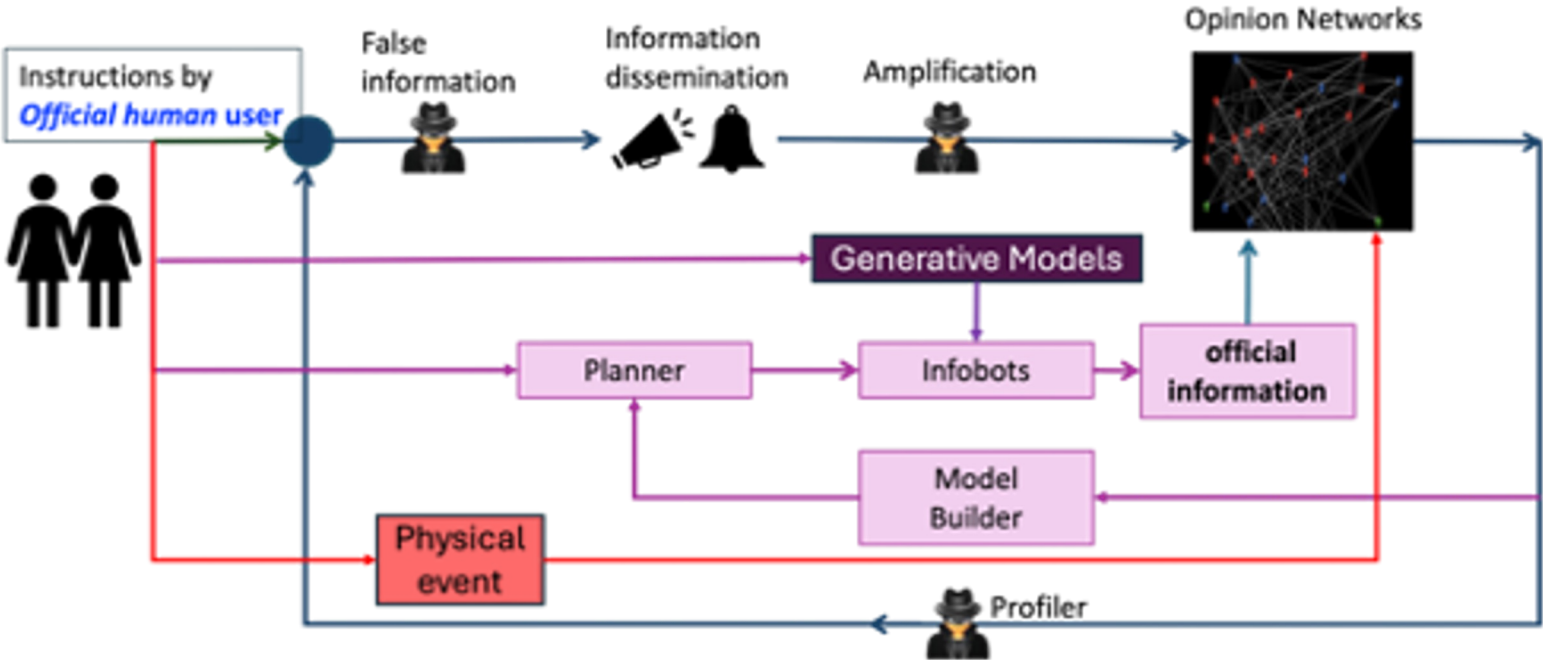 Opinion Networks
False
information
Information
dissemination
Amplification
Instructions by
Official human user
Generative Models
Planner
Infobots
official
information
Model
Builder
Physical
event
Profiler